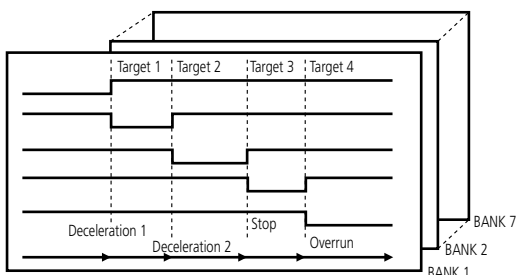 Target 1 Target 2 Target 3 Target 4
Deceleration 1
Stop
Deceleration 2
Overrun
BANK 7
BANK 2
BANK 1